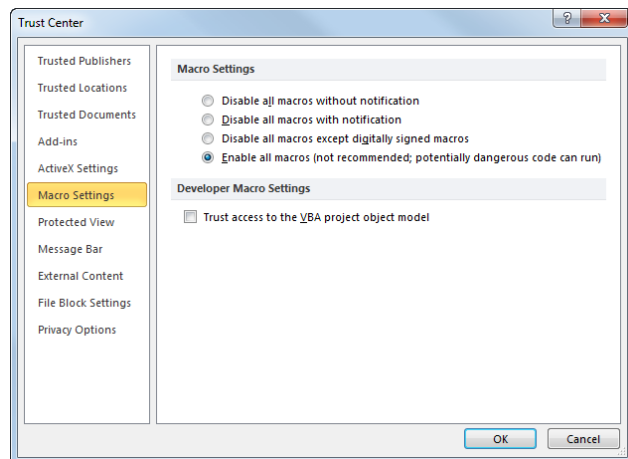 Trust Center
Trusted Publishers
Trusted Locations
Trusted Documents
Add-ins
ActiveX Settings
Macro Settings
Protected View
Message Bar
External Content
File Block Settings
Privacy Options
Macro Settings
Disable all macros without notification
Disable all macros with notification
Disable all macros except digitally signed macros
Enable all macros (not recommended; potentially dangerous code can run)
Developer Macro Settings
Trust access to the VBA project object model
OK
Cancel